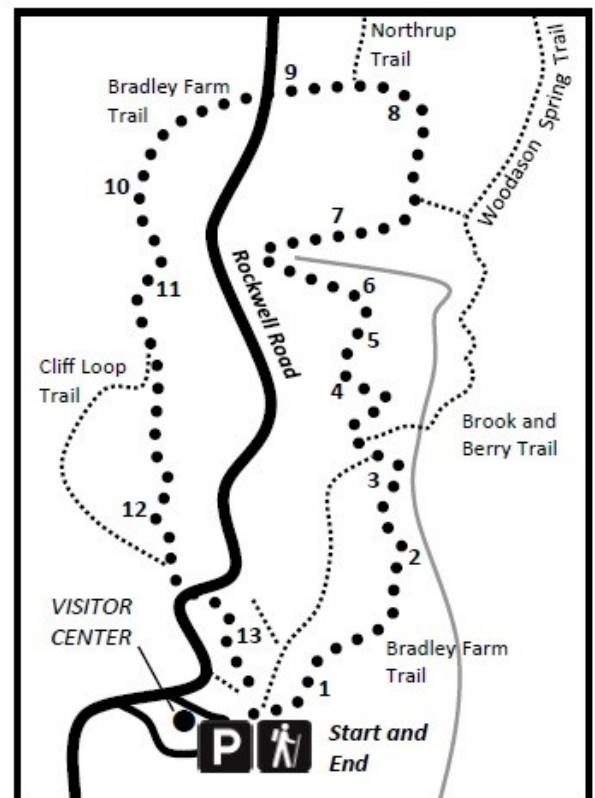 Northrup
Trail
9
Bradley Farm
Trail
8
Woodason Spring Trail
10
7
Rockwell Road
11
6
5
Cliff Loop
Trail
4
Brook and
Berry Trail
3
12
2
VISITOR
CENTER
13
Bradley Farm
Trail
1
P
Start and
End